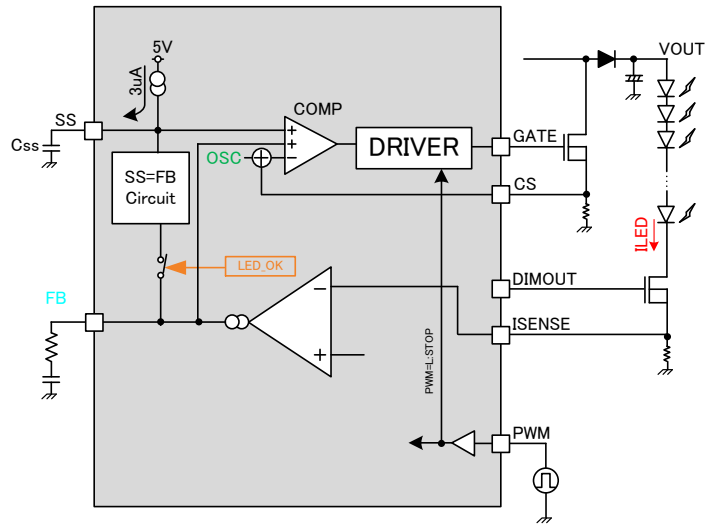 5V
3uA
VOUT
COMP
SS
Css
OSC
DRIVER
GATE
SS=FB
Circuit
CS
ILED
LED_OK
FB
DIMOUT
ISENSE
PWM=L:STOP
PWM